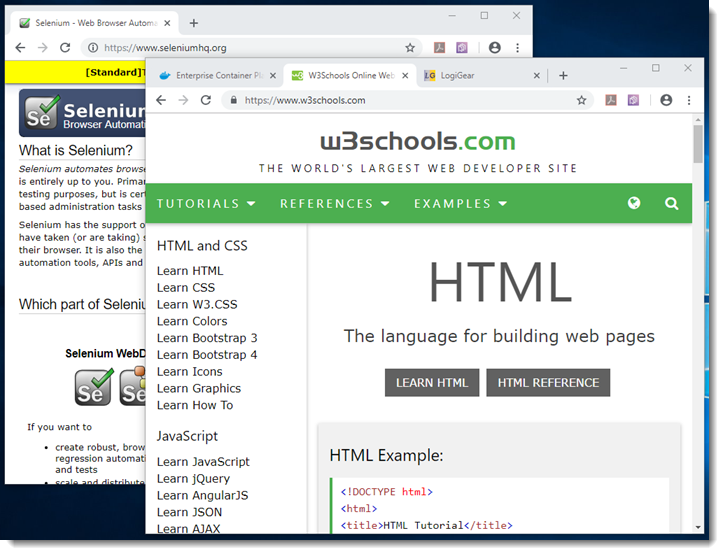 Selenium - Web Browser Automa
https://www.seleniumhq.org
[Standard]T
Se
Selenium
Browser Automati
What is Selenium?
Selenium automates browse
is entirely up to you. Primar
testing purposes, but is cert
based administration tasks
Selenium has the support o
have taken (or are taking) s
their browser. It is also the
automation tools, APIs and
Which part of Seleniu
Selenium WebD
Se
Se
If you want to
create robust, brow
regression automat
and tests
scale and distribute
Enterprise Container Pl
W3Schools Online Web
LG
LogiGear
https://www.w3schools.com
w3schools.com
THE WORLD'S LARGEST WEB DEVELOPER SITE
TUTORIALS
REFERENCES
EXAMPLES
HTML and CSS
Learn HTML
Learn CSS
Learn W3.CSS
Learn Colors
Learn Bootstrap 3
Learn Bootstrap 4
Learn Icons
Learn Graphics
Learn How To
JavaScript
Learn JavaScript
Learn jQuery
Learn AngularJS
Learn JSON
Learn AJAX
HTML
The language for building web pages
LEARN HTML
HTML REFERENCE
HTML Example:
<!DOCTYPE html>
<html>
<title>HTML Tutorial</title>